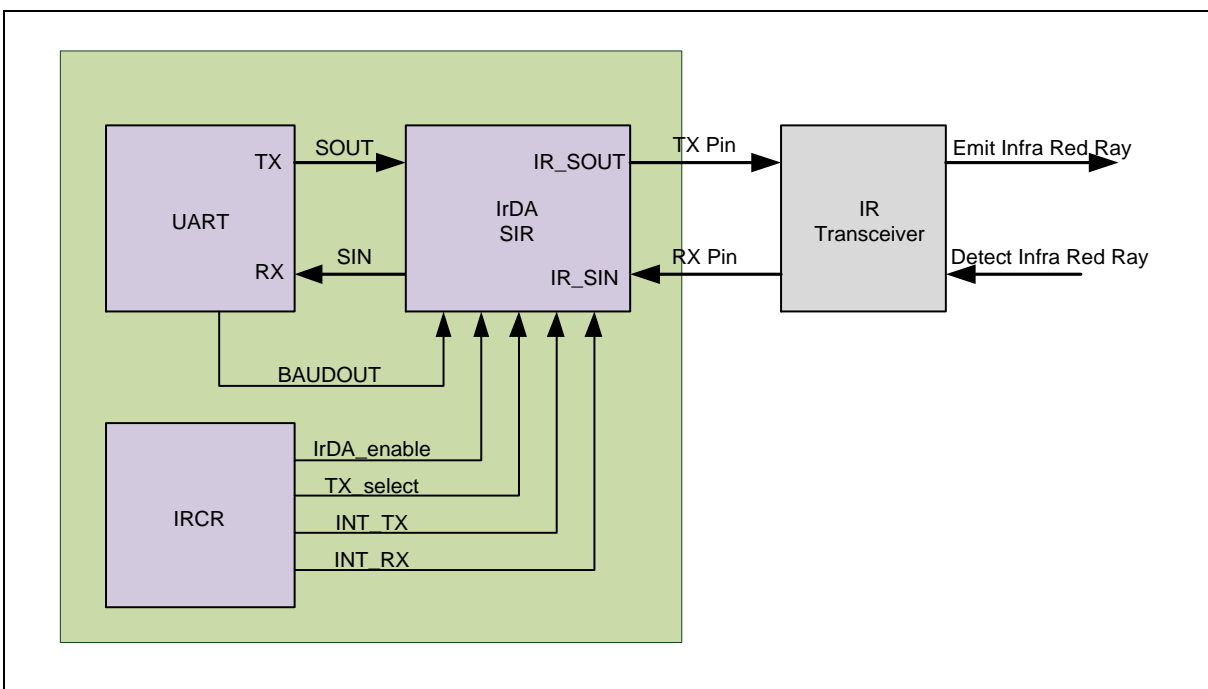 TX
SOUT
IR_SOUT
TX Pin
Emit Infra Red Ray
UART
IrDA
SIR
IR
Transceiver
RX
SIN
IR_SIN
RX Pin
Detect Infra Red Ray
BAUDOUT
IRCR
IrDA_enable
TX_select
INT_TX
INT_RX